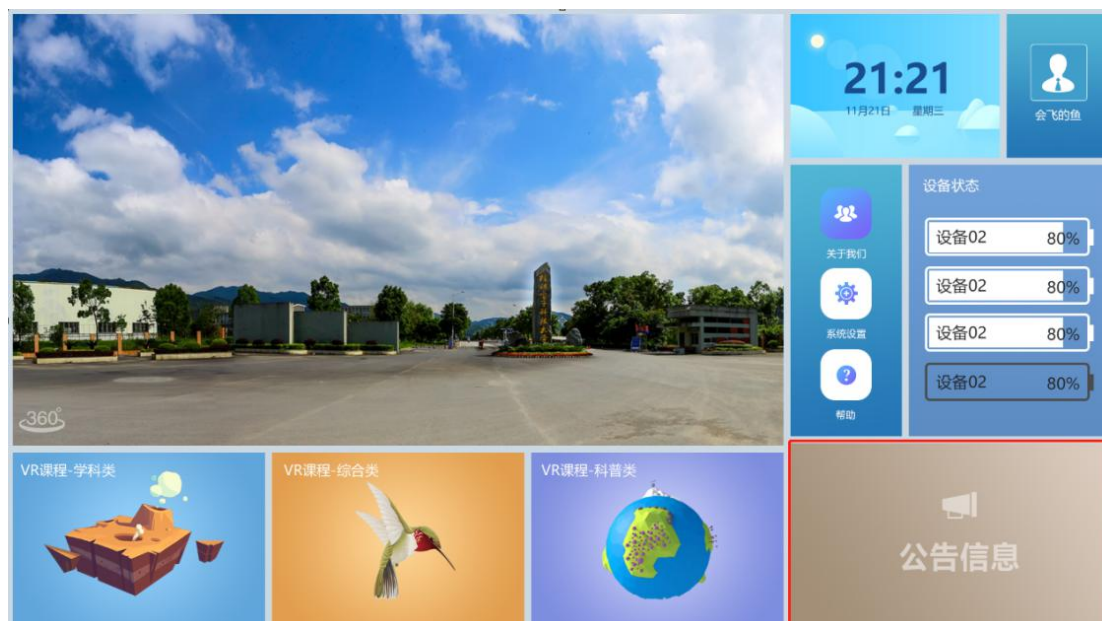 21:21
11月21日 星期三
会飞的鱼
关于我们
系统设置
帮助
设备状态
设备02 80%
设备02 80%
设备02 80%
设备02 80%
360°
VR课程-学科类
VR课程-综合类
VR课程-科普类
公告信息